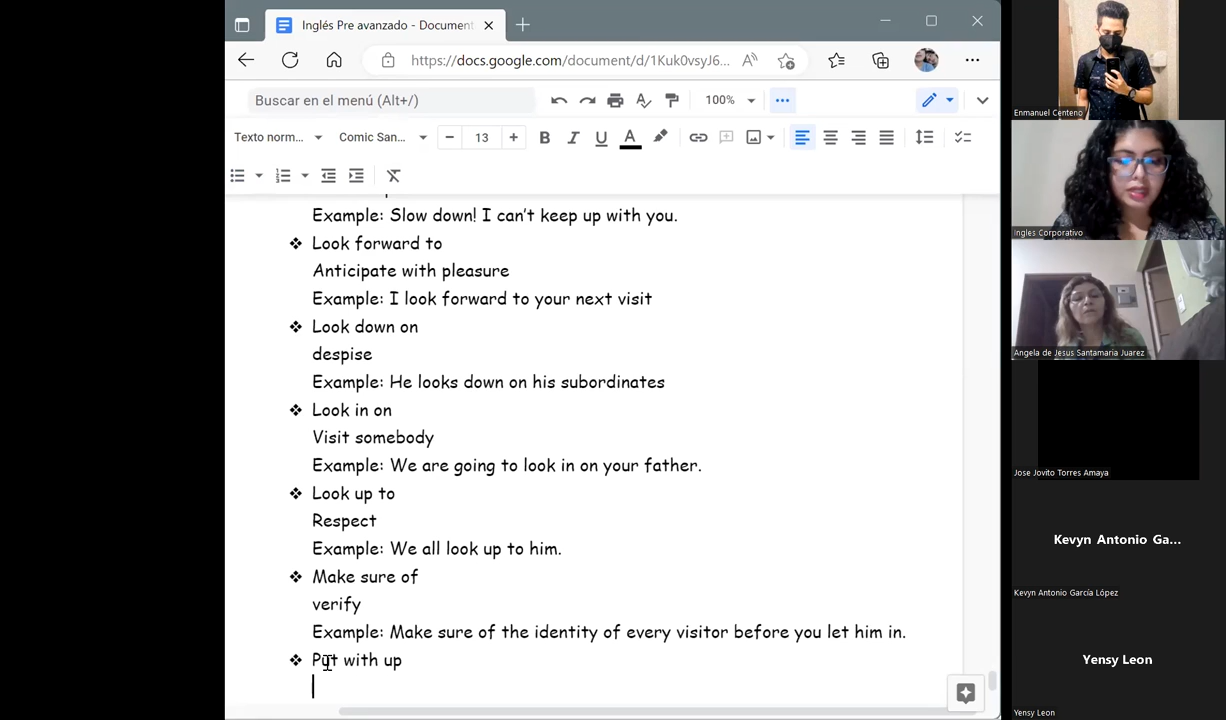 Inglés Pre avanzado - Document
https://docs.google.com/document/d/1Kuk0vsyJ6...
Buscar en el menú (Alt+/)
100%
Texto norm...
Comic San...
13
Example: Slow down! I can't keep up with you.
❖ Look forward to
Anticipate with pleasure
Example: I look forward to your next visit
❖ Look down on
despise
Example: He looks down on his subordinates
❖ Look in on
Visit somebody
Example: We are going to look in on your father.
❖ Look up to
Respect
Example: We all look up to him.
❖ Make sure of
verify
Example: Make sure of the identity of every visitor before you let him in.
❖ Put with up
Enmanuel Centeno
Ingles Corporativo
Angela de Jesus Santamaria Juarez
Jose Jovito Torres Amaya
Kevyn Antonio Ga...
Kevyn Antonio García López
Yensy Leon
Yensy Leon